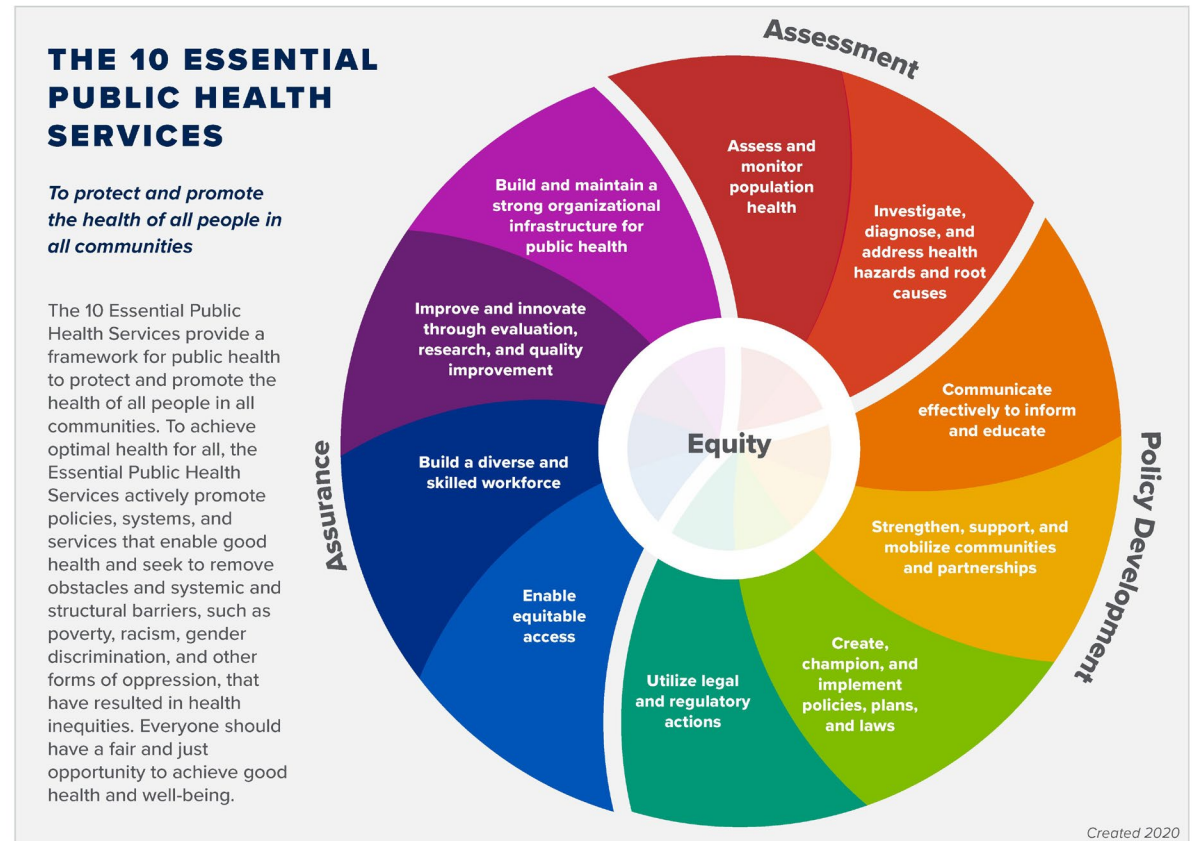 THE 10 ESSENTIAL
PUBLIC HEALTH
SERVICES
To protect and promote
the health of all people in
all communities
The 10 Essential Public
Health Services provide a
framework for public health
to protect and promote the
health of all people in all
communities. To achieve
optimal health for all, the
Essential Public Health
Services actively promote
policies, systems, and
services that enable good
health and seek to remove
obstacles and systemic and
structural barriers, such as
poverty, racism, gender
discrimination, and other
forms of oppression, that
have resulted in health
inequities. Everyone should
have a fair and just
opportunity to achieve good
health and well-being.
Assessment
Assess and
monitor
population
health
Investigate,
diagnose, and
address health
hazards and root
causes
Policy Development
Communicate
effectively to inform
and educate
Strengthen, support, and
mobilize communities
and partnerships
Create,
champion, and
implement
policies, plans,
and laws
Utilize legal
and regulatory
actions
Assurance
Enable
equitable
access
Build a diverse and
skilled workforce
Improve and innovate
through evaluation,
research, and quality
improvement
Build and maintain a
strong organizational
infrastructure for
public health
Equity
Created 2020